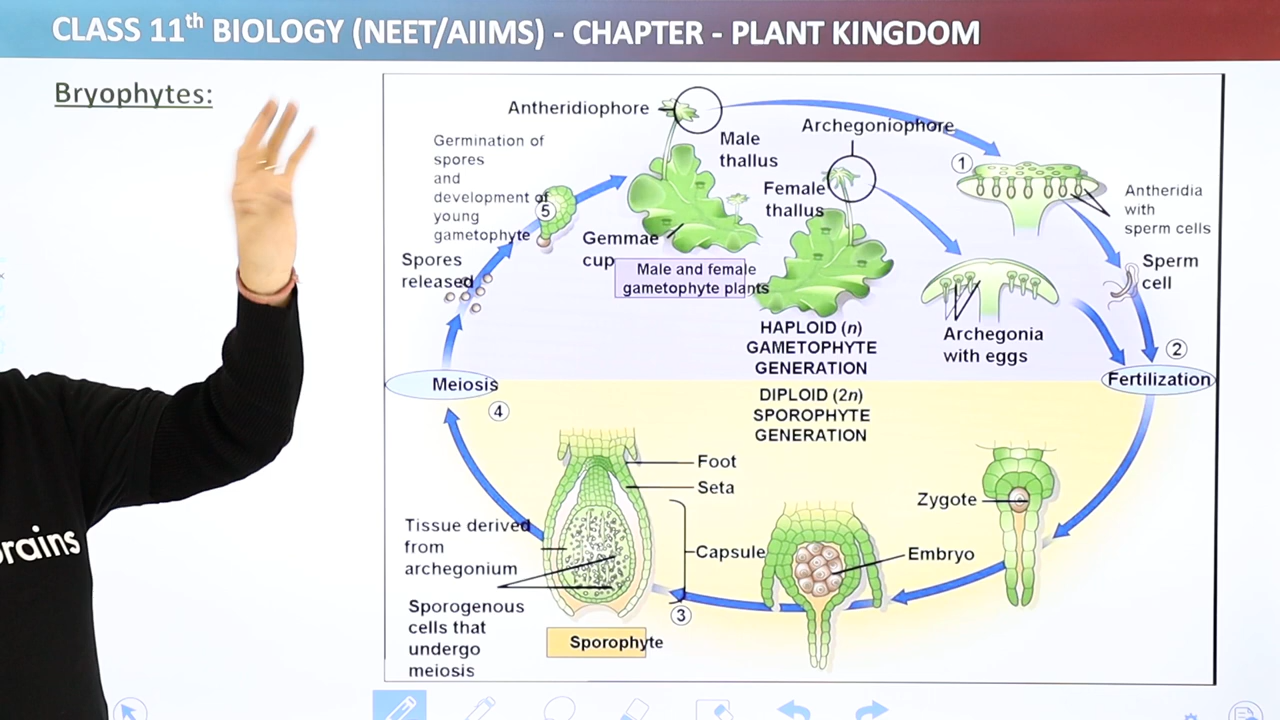 CLASS 11th BIOLOGY (NEET/AIIMS) - CHAPTER - PLANT KINGDOM
Bryophytes:
Antheridiophore
Male
thallus
Archegoniophore
Female
thallus
1
Antheridia
with
sperm cells
Germination of
spores
and
development of
young
gametophyte
5
Gemmae
cup
Spores
released
Male and female
gametophyte plants
Sperm
cell
Archegonia
with eggs
2
HAPLOID (n)
GAMETOPHYTE
GENERATION
Meiosis
4
Fertilization
DIPLOID (2n)
SPOROPHYTE
GENERATION
Foot
Seta
Capsule
Tissue derived
from
archegonium
Sporogenous
cells that
undergo
meiosis
Sporophyte
3
Embryo
Zygote
rains